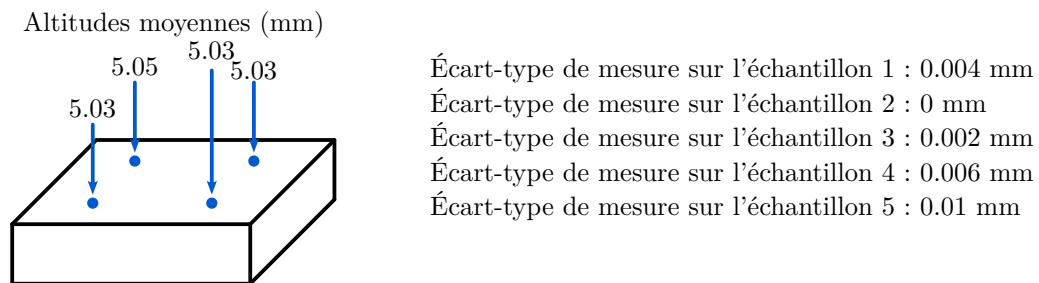 Altitudes moyennes (mm)
5.03
5.05
5.03
5.03
Écart-type de mesure sur l'échantillon 1 : 0.004 mm
Écart-type de mesure sur l'échantillon 2 : 0 mm
Écart-type de mesure sur l'échantillon 3 : 0.002 mm
Écart-type de mesure sur l'échantillon 4 : 0.006 mm
Écart-type de mesure sur l'échantillon 5 : 0.01 mm